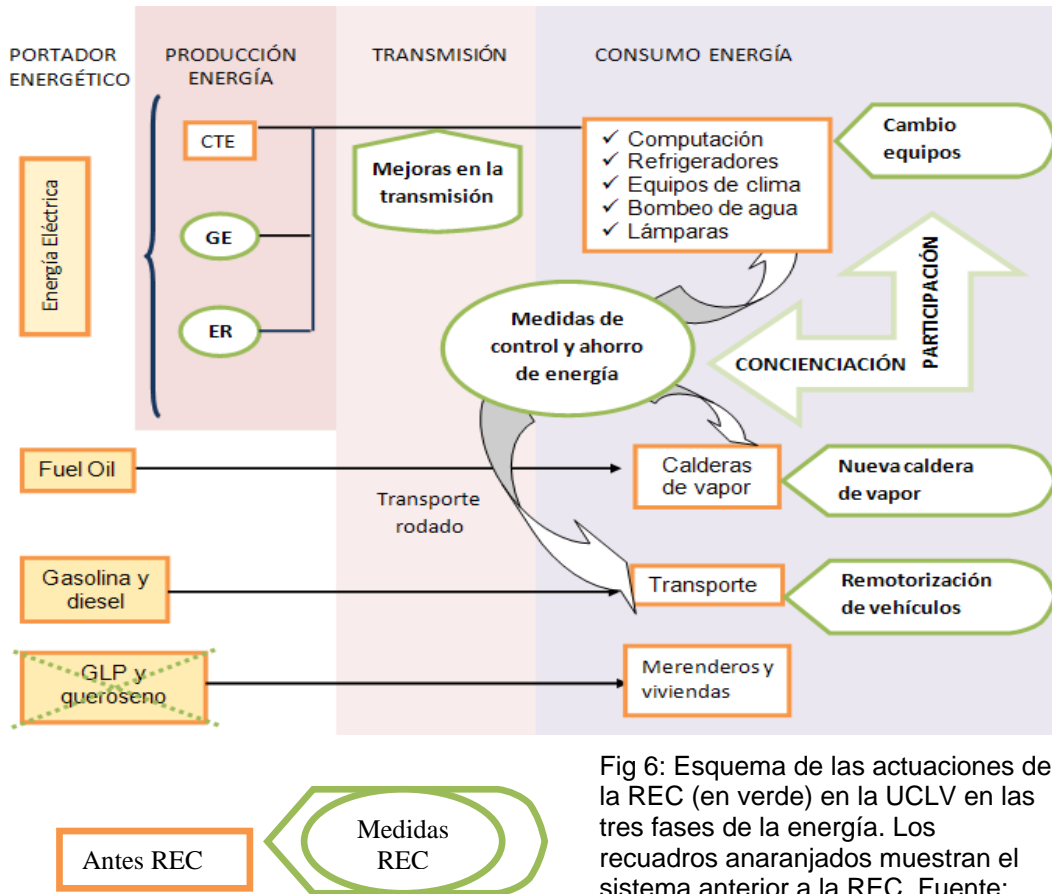 PORTADOR
ENERGÉTICO
PRODUCCIÓN
ENERGÍA
TRANSMISIÓN
CONSUMO ENERGÍA
Energía Eléctrica
CTE
GE
ER
Mejoras en la
transmisión
✓ Computación
✓ Refrigeradores
✓ Equipos de clima
✓ Bombeo de agua
✓ Lámparas
Cambio
equipos
Medidas de
control y ahorro
de energía
CONCIENCIACIÓN
PARTICIPACIÓN
Fuel Oil
Transporte
rodado
Calderas
de vapor
Nueva caldera
de vapor
Gasolina y
diesel
Transporte
Remotorización
de vehículos
GLP y
queroseno
Merenderos y
viviendas
Antes REC
Medidas
REC
Fig 6: Esquema de las actuaciones de
la REC (en verde) en la UCLV en las
tres fases de la energía. Los
recuadros anaranjados muestran el
sistema anterior a la REC. Fuente: